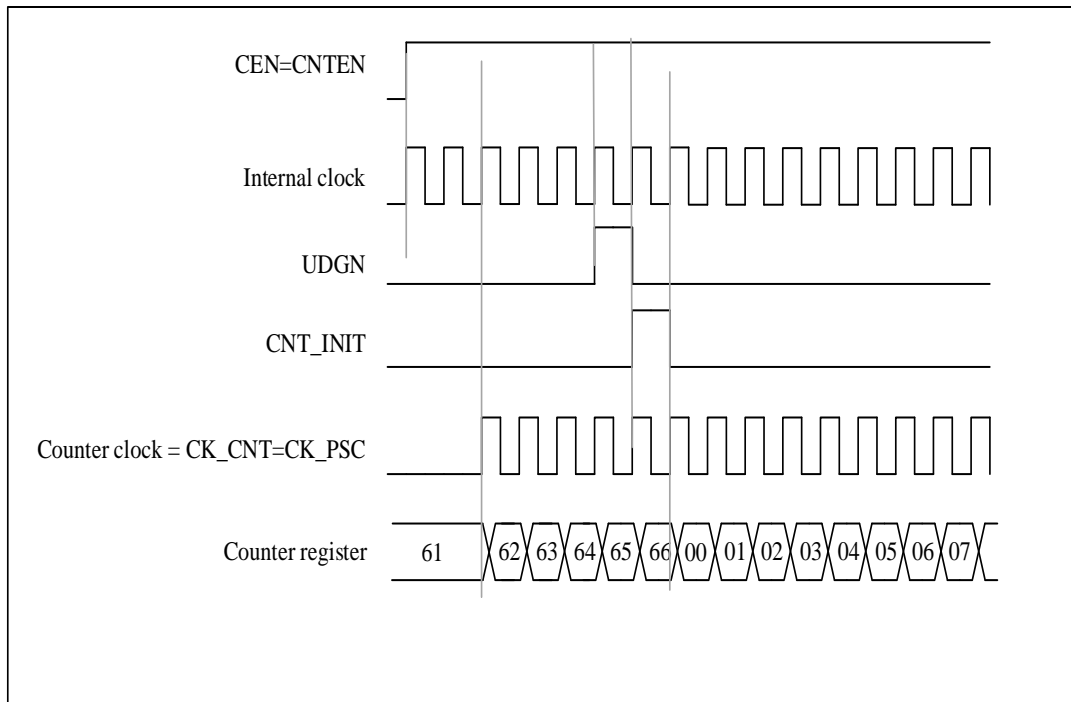 CEN=CNTEN
Internal clock
UDGN
CNT_INIT
Counter clock = CK_CNT=CK_PSC
Counter register 61 62 63 64 65 66 00 01 02 03 04 05 06 07